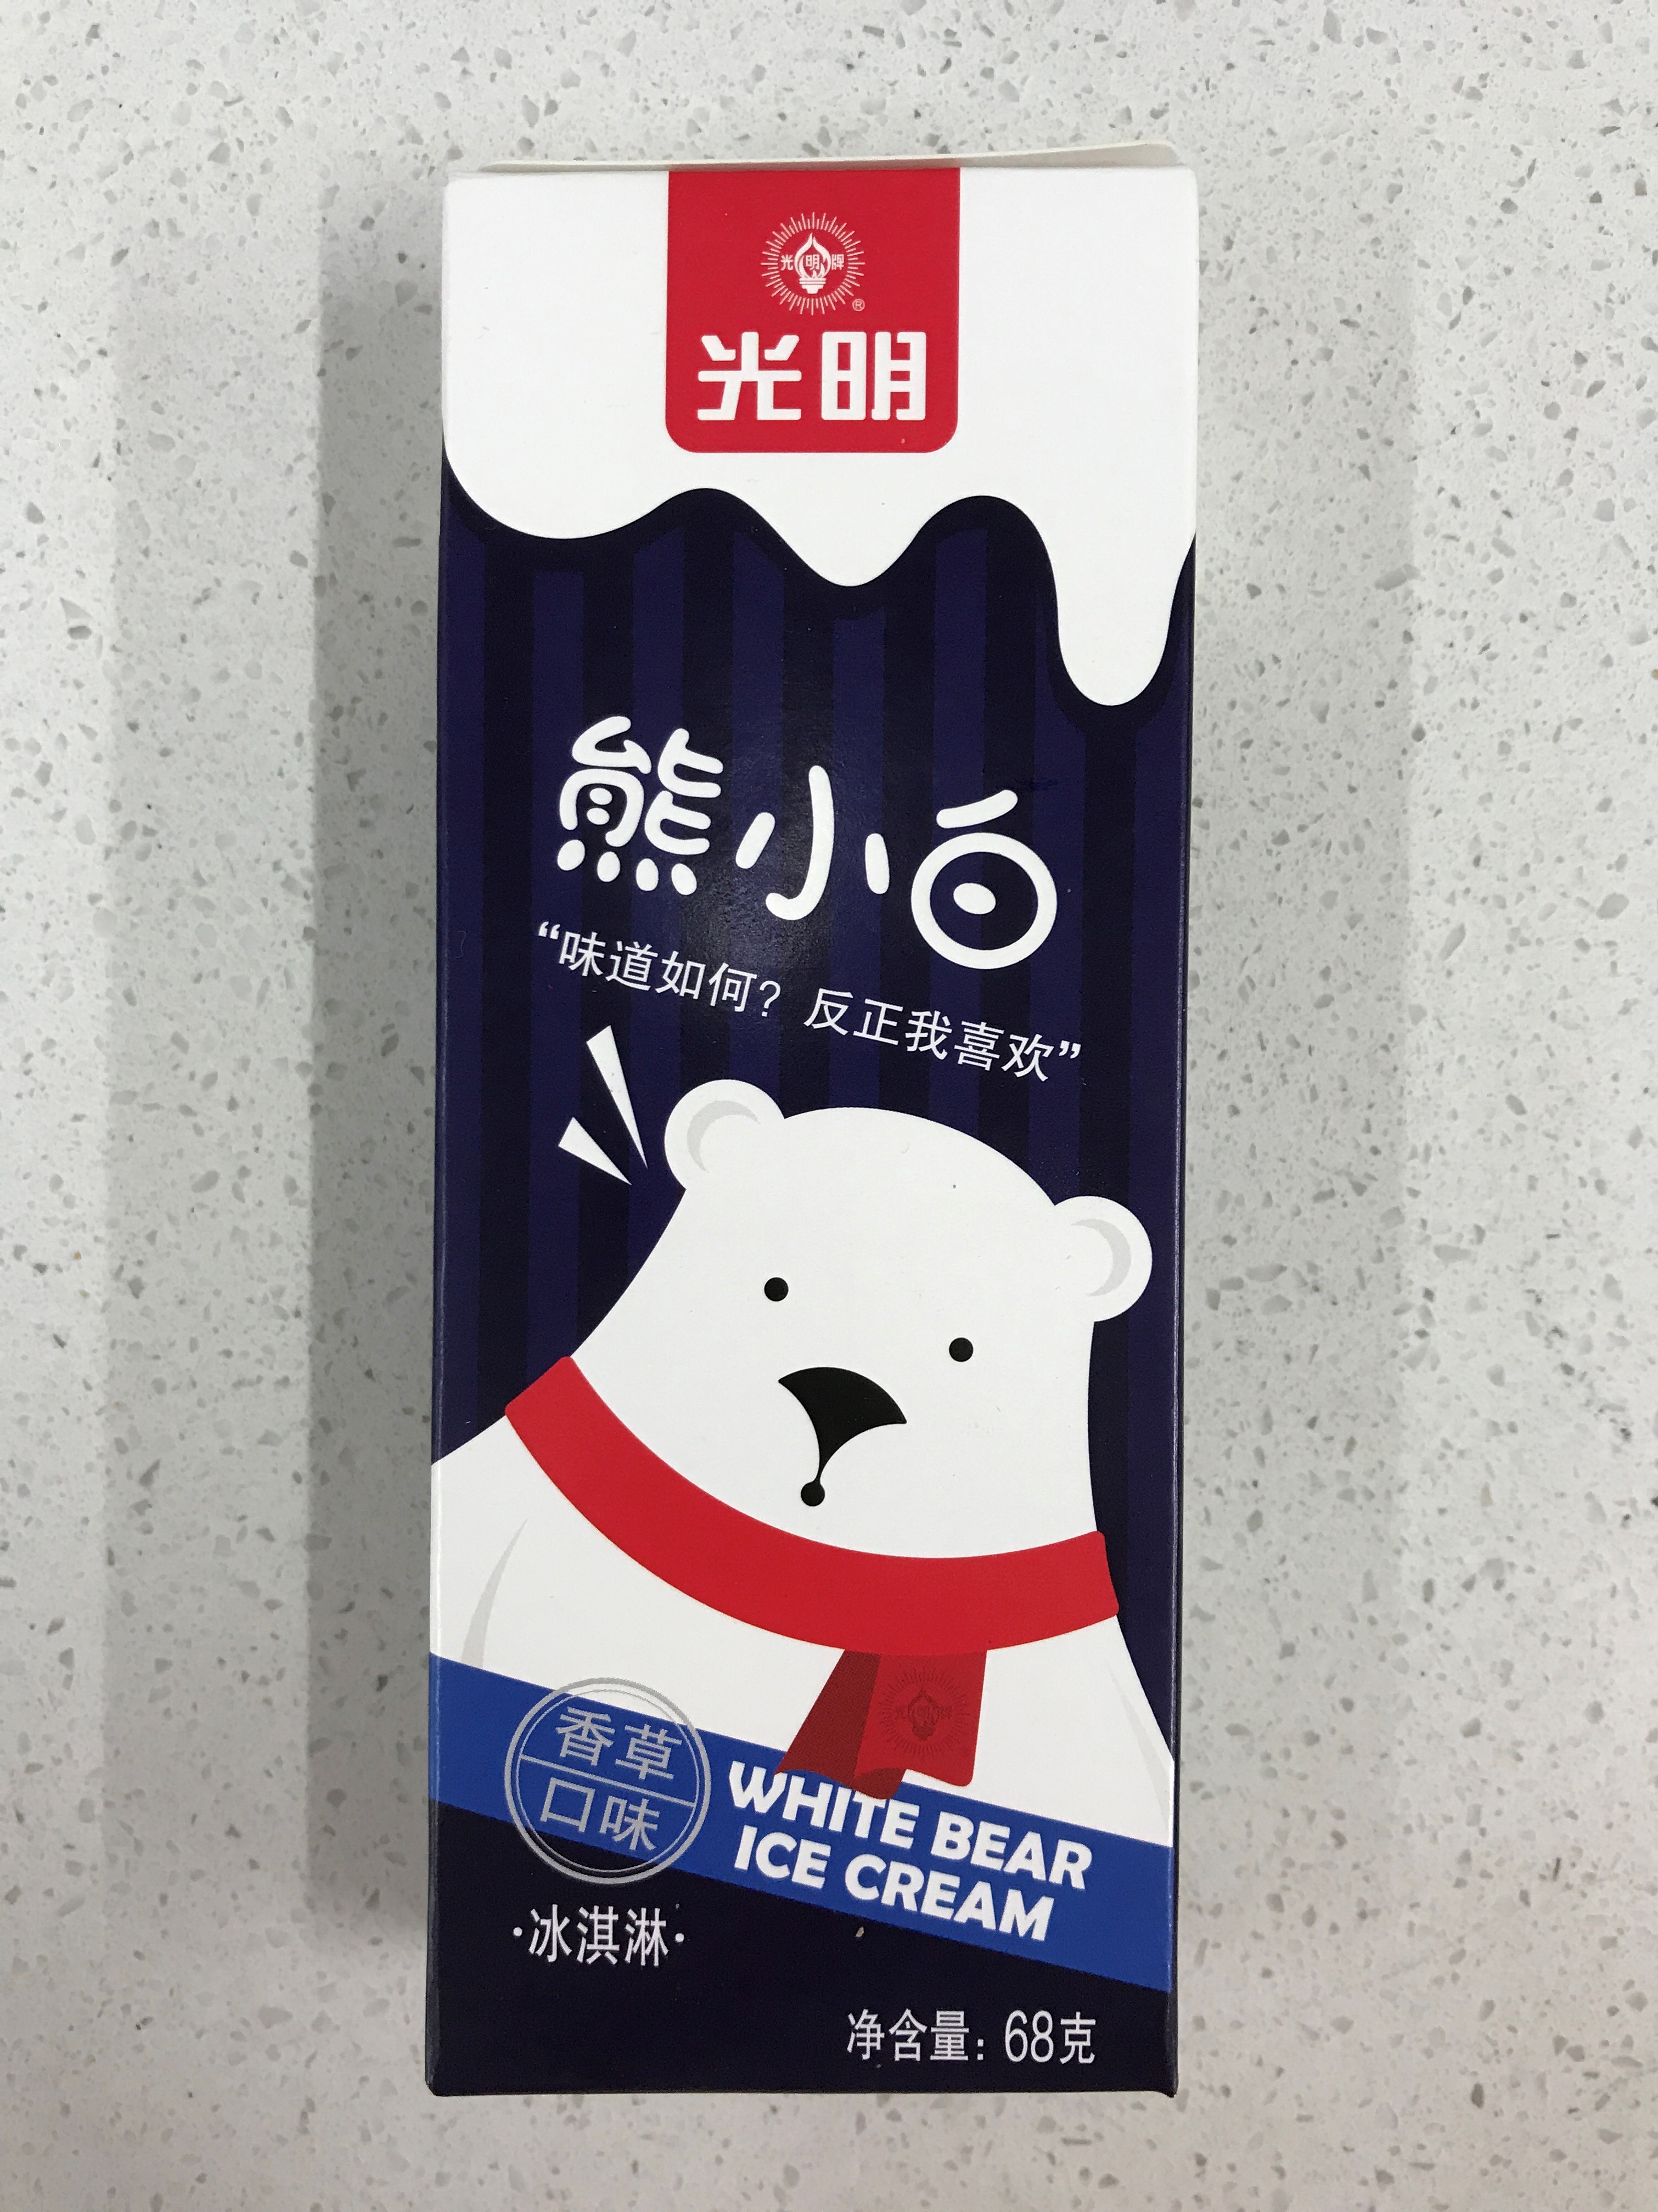 光明牌
®
光明
熊小白
“味道如何？反正我喜欢”
香草
口味
WHITE BEAR
ICE CREAM
·冰淇淋·
净含量：68克